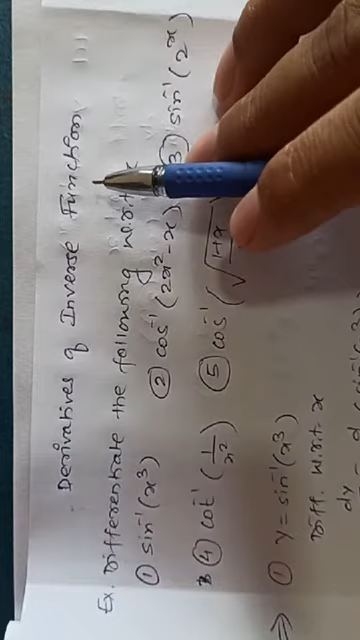 Derivatives of Inverse Function
Ex. Differentiate the following w.r.t. x
① sin⁻¹(x³) ② cos⁻¹(2x²-x) ③ sin⁻¹(2ˣ)
④ cot⁻¹(1/x²) ⑤ cos⁻¹(√1+x
⇒ ① y = sin⁻¹(x³)
Diff. w.r.t. x